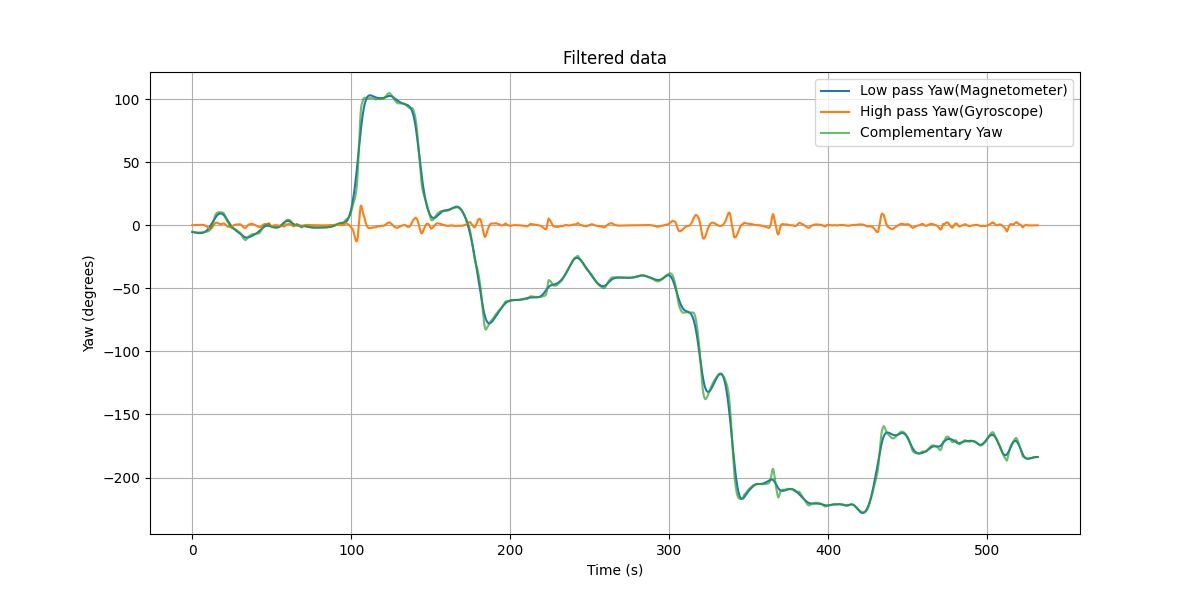 Filtered data
Low pass Yaw(Magnetometer)
High pass Yaw(Gyroscope)
Complementary Yaw
Yaw (degrees)
100
50
0
−50
−100
−150
−200
0 100 200 300 400 500
Time (s)